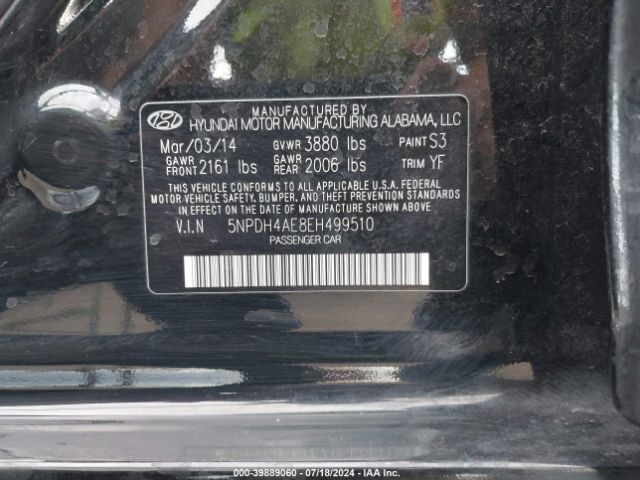 MANUFACTURED BY
HYUNDAI MOTOR MANUFACTURING ALABAMA, LLC
Mar/03/14 GVWR 3880 lbs PAINT S3
GAWR FRONT 2161 lbs GAWR REAR 2006 lbs TRIM YF
THIS VEHICLE CONFORMS TO ALL APPLICABLE U.S.A. FEDERAL
MOTOR VEHICLE SAFETY, BUMPER, AND THEFT PREVENTION STANDARDS
IN EFFECT ON THE DATE OF MANUFACTURE SHOWN ABOVE.
V.I.N 5NPDH4AE8EH499510
PASSENGER CAR
000-39889060 - 07/18/2024 - IAA Inc.